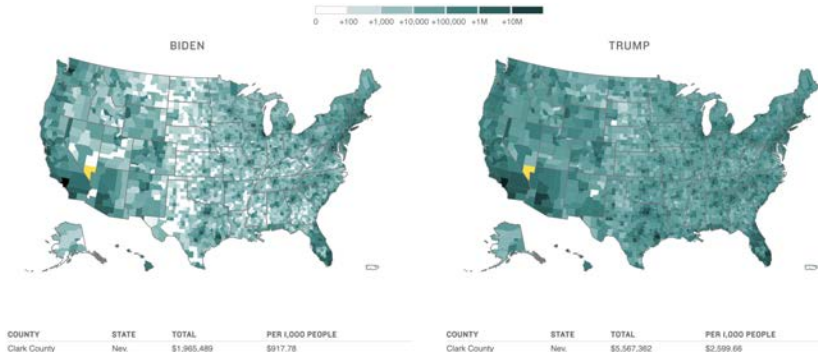 0 +100 +1,000 +10,000 +100,000 +1M +10M
BIDEN TRUMP
COUNTY STATE TOTAL PER 1,000 PEOPLE COUNTY STATE TOTAL PER 1,000 PEOPLE
Clark County Nev. $1,965,489 $917.78 Clark County Nev. $5,567,362 $2,599.66